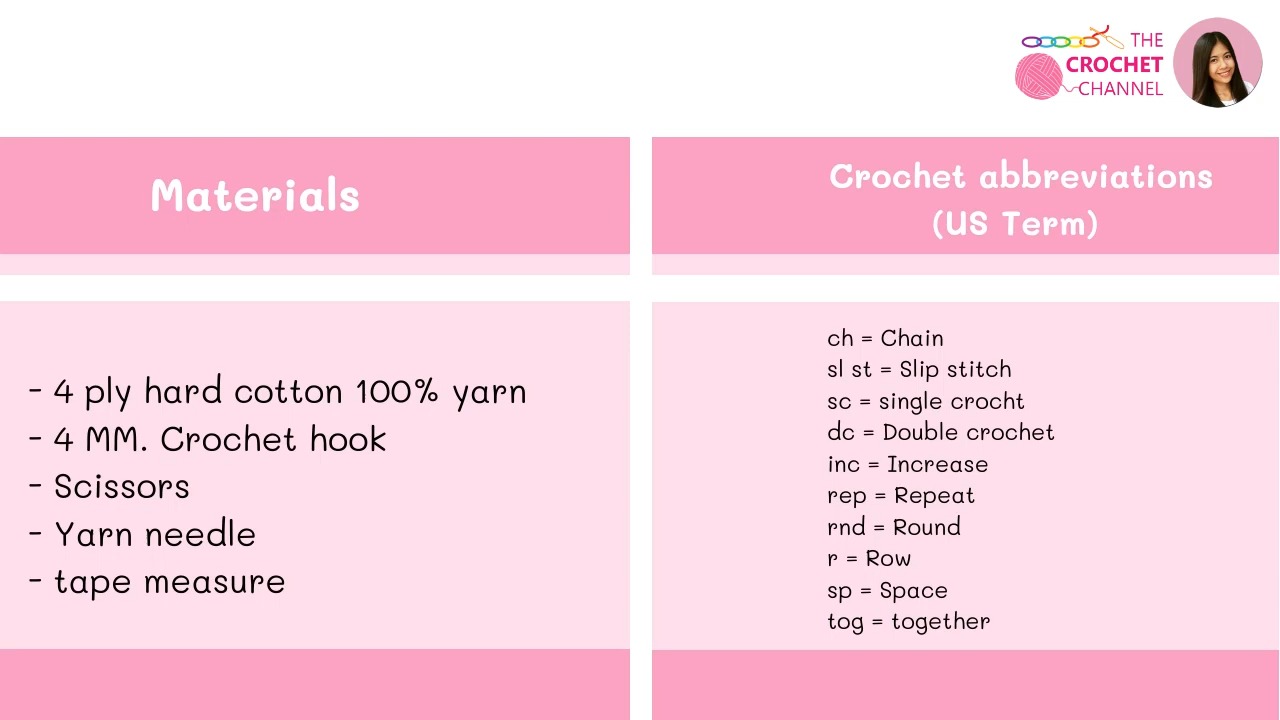 THE
CROCHET
CHANNEL
Materials
- 4 ply hard cotton 100% yarn
- 4 MM. Crochet hook
- Scissors
- Yarn needle
- tape measure
Crochet abbreviations
(US Term)
ch = Chain
sl st = Slip stitch
sc = single crocht
dc = Double crochet
inc = Increase
rep = Repeat
rnd = Round
r = Row
sp = Space
tog = together